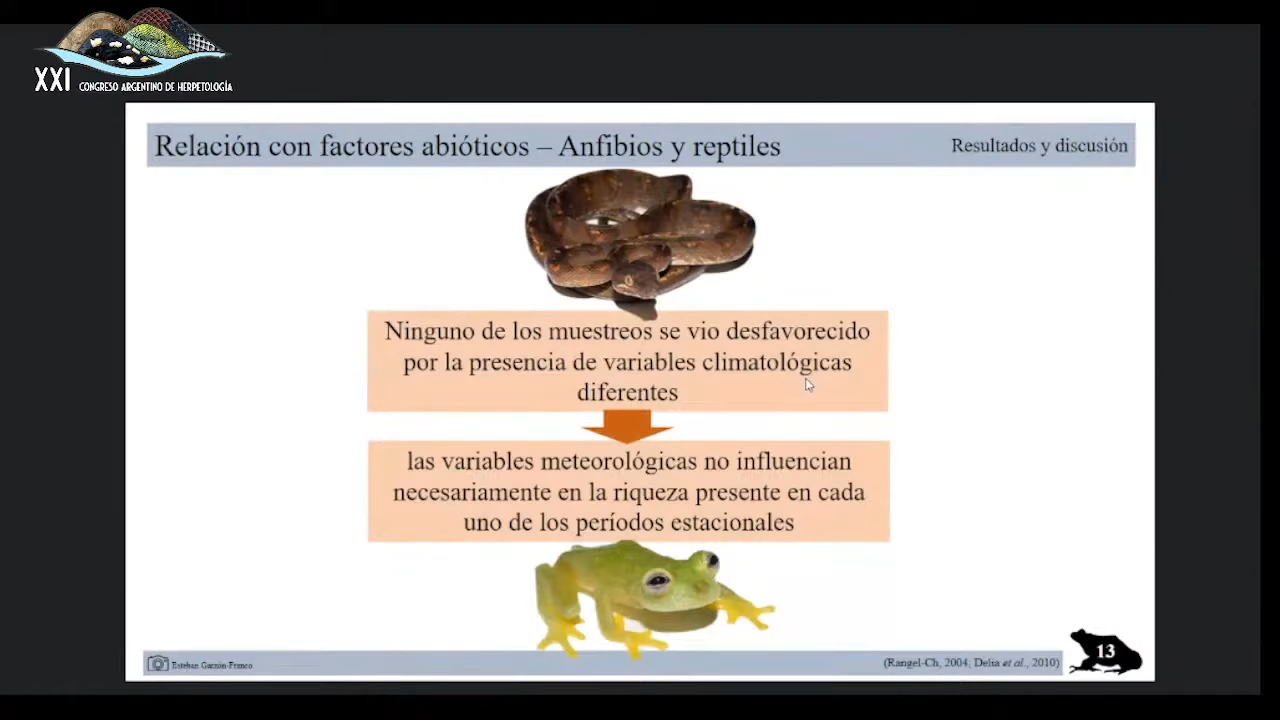 XXI CONGRESO ARGENTINO DE HERPETOLOGÍA
Relación con factores abióticos – Anfibios y reptiles
Resultados y discusión
Ninguno de los muestreos se vio desfavorecido
por la presencia de variables climatológicas
diferentes
las variables meteorológicas no influencian
necesariamente en la riqueza presente en cada
uno de los períodos estacionales
Esteban Garzón-Franco
(Rangel-Ch, 2004, Delia et al., 2010)
13